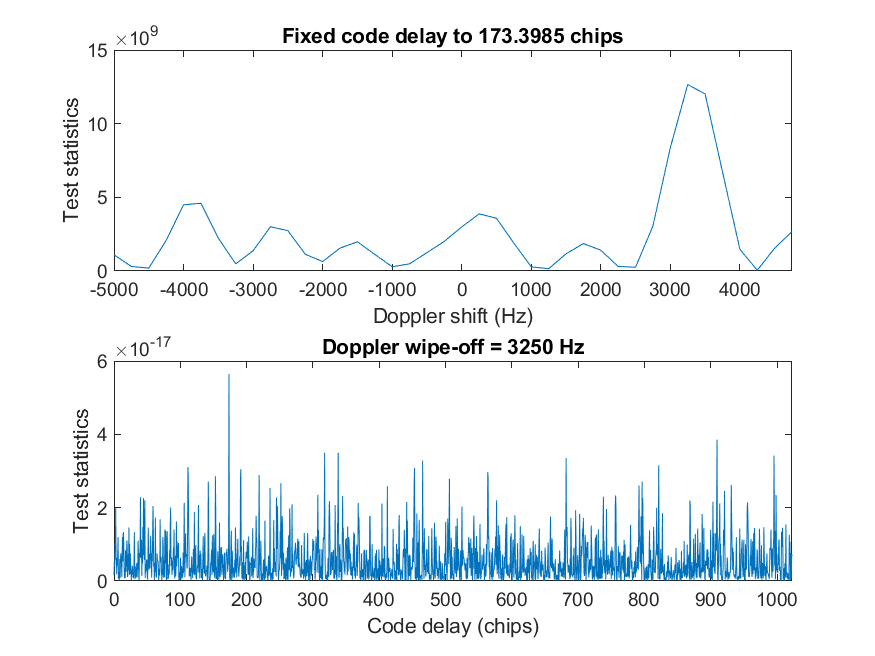 ×10^9
Fixed code delay to 173.3985 chips
15
10
5
0
Test statistics
-5000 -4000 -3000 -2000 -1000 0 1000 2000 3000 4000
Doppler shift (Hz)
×10^-17
Doppler wipe-off = 3250 Hz
6
4
2
0
Test statistics
0 100 200 300 400 500 600 700 800 900 1000
Code delay (chips)